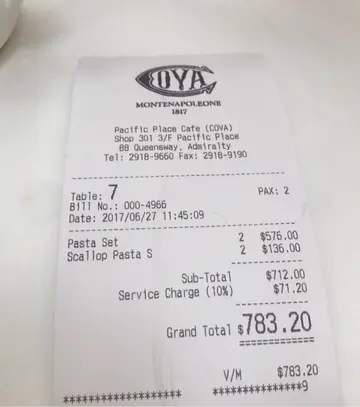 COVA
MONTENAPOLEONE
1817
Pacific Place Cafe (COVA)
Shop 301 3/F Pacific Place
88 Queensway, Admiralty
Tel: 2918-9660 Fax: 2918-9190
Table: 7 PAX: 2
Bill No.: 000-4966
Date: 2017/06/27 11:45:09
Pasta Set 2 $576.00
Scallop Pasta S 2 $136.00
Sub-Total $712.00
Service Charge (10%) $71.20
Grand Total $783.20
V/M $783.20
****************** ***************9